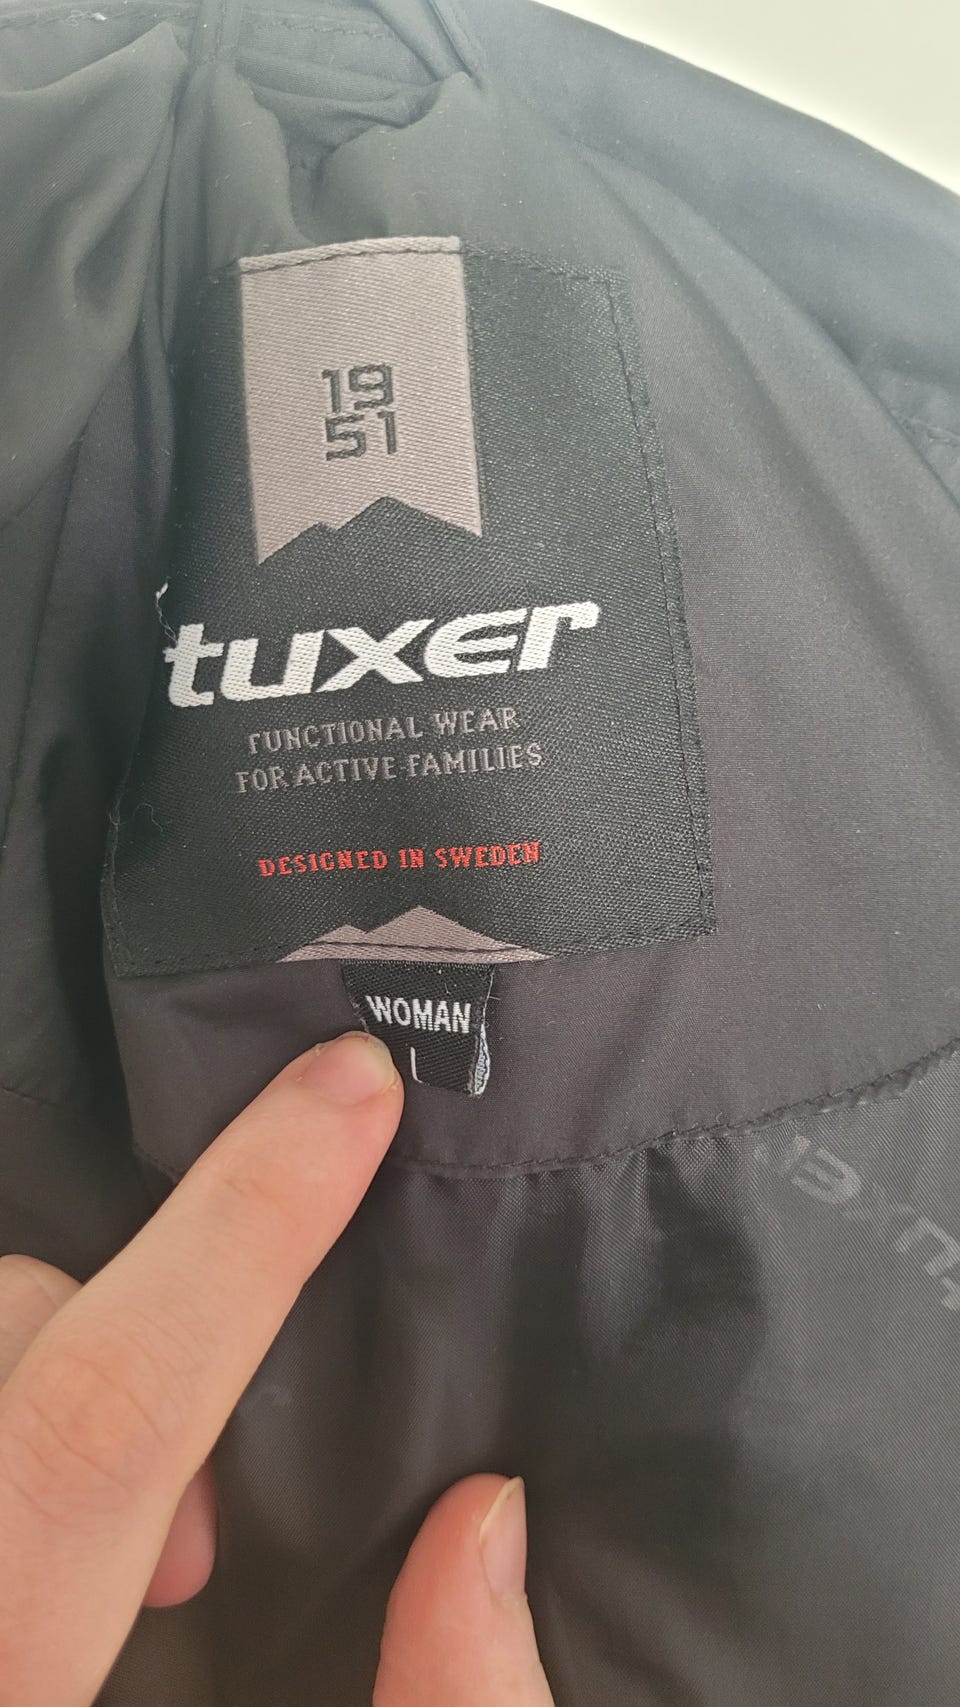 19
51
tuxer
FUNCTIONAL WEAR
FOR ACTIVE FAMILIES
DESIGNED IN SWEDEN
WOMAN
L